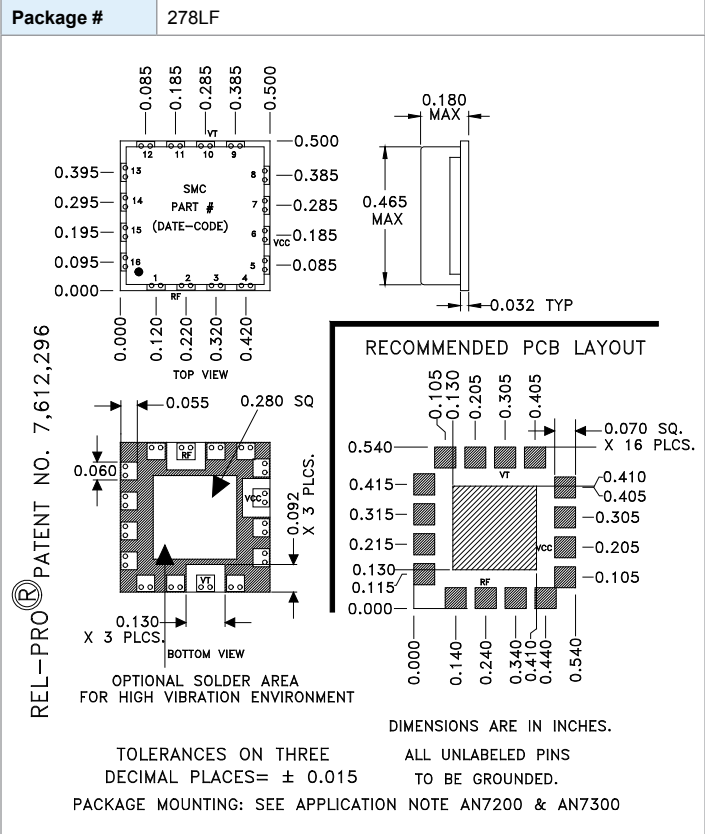 Package # 278LF
0.085 0.185 0.285 0.385 0.500
VT
12 11 10 9
0.500
0.395 13 8 0.385
0.295 14 7 0.285
0.195 15 6 VCC 0.185
0.095 16 5 0.085
0.000
SMC
PART #
(DATE-CODE)
1 2 3 4
RF
0.000 0.120 0.220 0.320 0.420
TOP VIEW
0.180
MAX
0.465
MAX
0.032 TYP
REL-PRO® PATENT NO. 7,612,296
0.055
0.280 SQ
0.060
RF
VCC
VT
0.092
X 3 PLCS.
0.130
X 3 PLCS.
BOTTOM VIEW
OPTIONAL SOLDER AREA
FOR HIGH VIBRATION ENVIRONMENT
RECOMMENDED PCB LAYOUT
0.105 0.130 0.205 0.305 0.405
0.070 SQ.
X 16 PLCS.
0.540
VT
0.415
0.315
0.215
0.130
0.115
0.000
0.410
0.405
0.305
0.205
0.105
VCC
RF
0.000 0.140 0.240 0.340 0.410 0.440 0.540
DIMENSIONS ARE IN INCHES.
TOLERANCES ON THREE
DECIMAL PLACES= ± 0.015
ALL UNLABELED PINS
TO BE GROUNDED.
PACKAGE MOUNTING: SEE APPLICATION NOTE AN7200 & AN7300